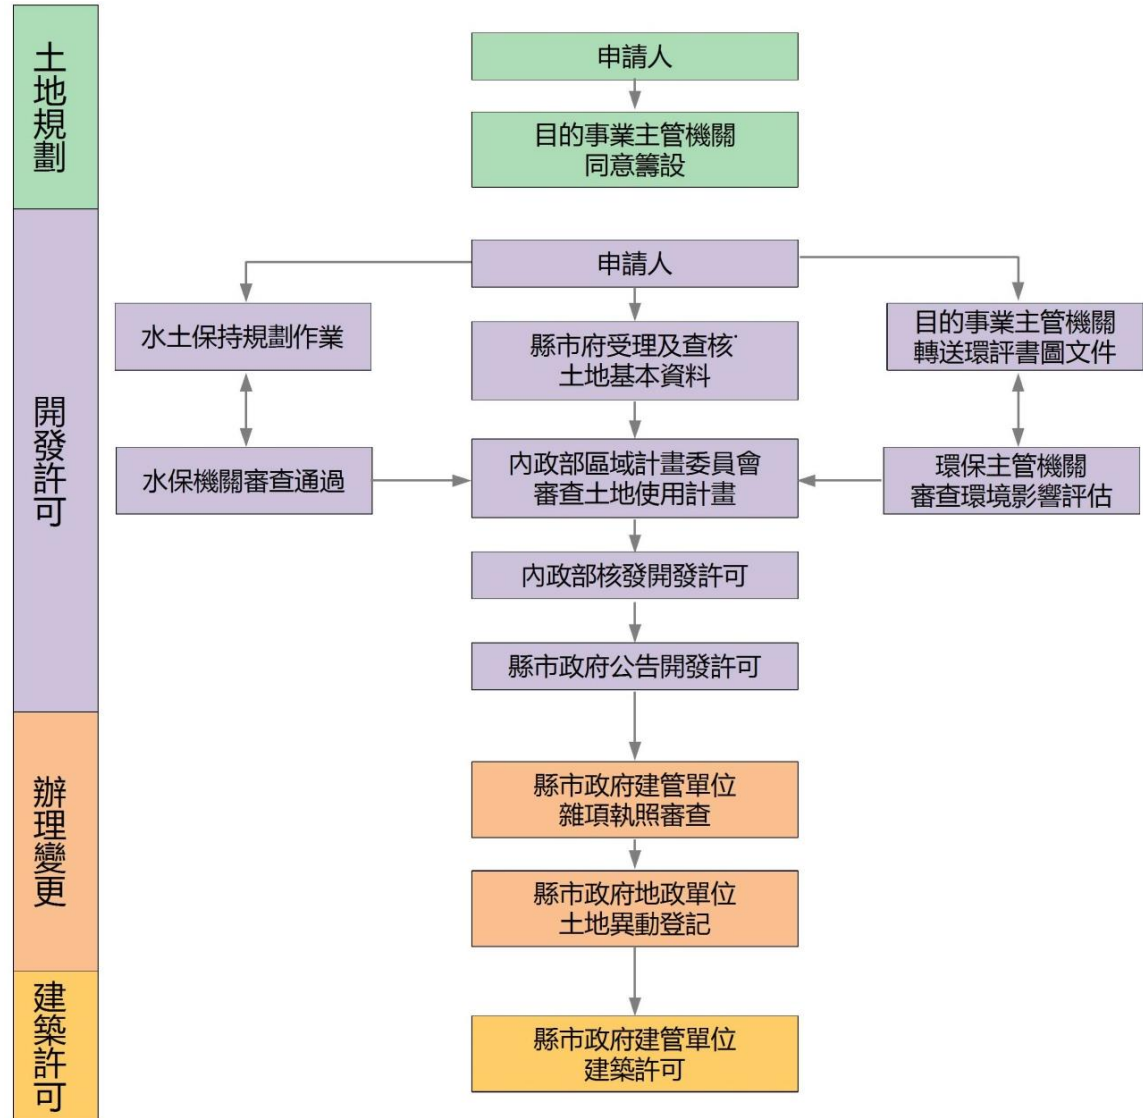 土地規劃
申請人
目的事業主管機關
同意籌設
開發許可
申請人
水土保持規劃作業
縣市府受理及查核
土地基本資料
目的事業主管機關
轉送環評書圖文件
水保機關審查通過
內政部區域計畫委員會
審查土地使用計畫
環保主管機關
審查環境影響評估
內政部核發開發許可
縣市政府公告開發許可
辦理變更
縣市政府建管單位
雜項執照審查
縣市政府地政單位
土地異動登記
建築許可
縣市政府建管單位
建築許可